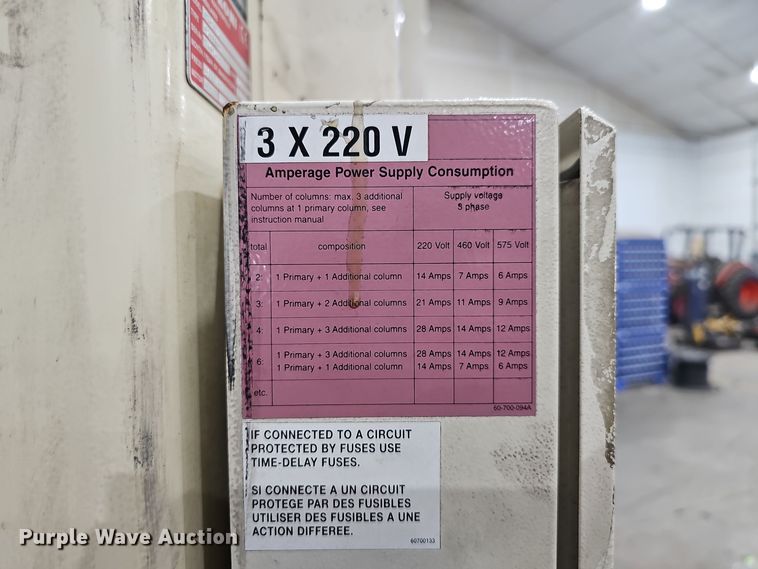 3 X 220 V
Amperage Power Supply Consumption
Number of columns: max. 3 additional
columns at 1 primary column, see
instruction manual
Supply voltage
3 phase
total composition 220 Volt 460 Volt 575 Volt
2: 1 Primary + 1 Additional column 14 Amps 7 Amps 6 Amps
3: 1 Primary + 2 Additional columns 21 Amps 11 Amps 9 Amps
4: 1 Primary + 3 Additional columns 28 Amps 14 Amps 12 Amps
6: 1 Primary + 3 Additional columns 28 Amps 14 Amps 12 Amps
1 Primary + 1 Additional column 14 Amps 7 Amps 6 Amps
etc.
60-700-094A
IF CONNECTED TO A CIRCUIT
PROTECTED BY FUSES USE
TIME-DELAY FUSES.
SI CONNECTE A UN CIRCUIT
PROTEGE PAR DES FUSIBLES
UTILISER DES FUSIBLES A UNE
ACTION DIFFEREE.
60700133
Purple Wave Auction